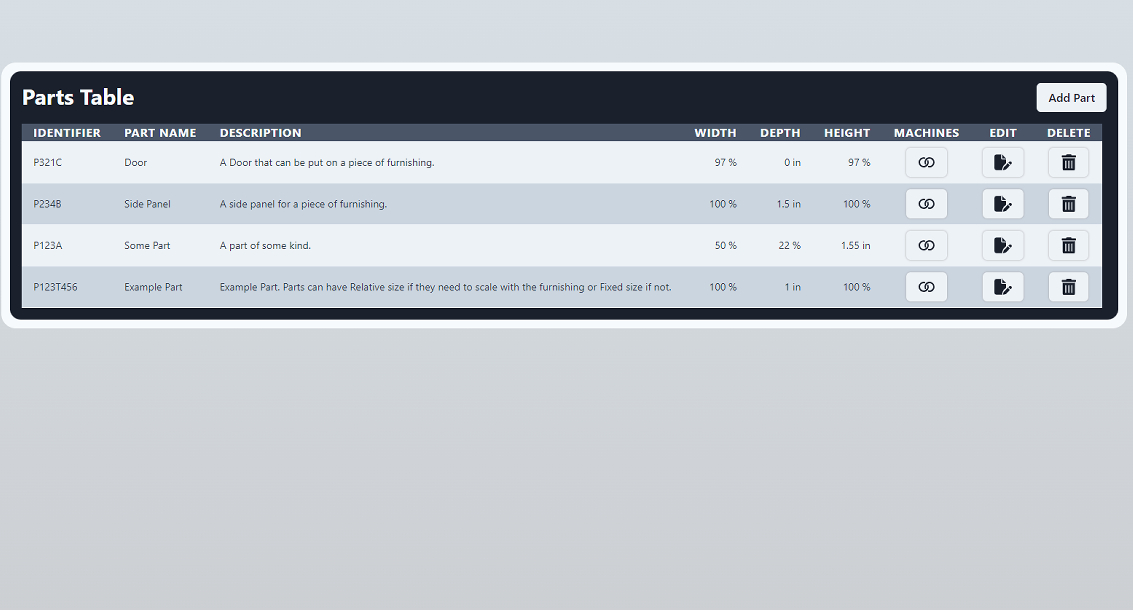 Parts Table
Add Part
IDENTIFIER PART NAME DESCRIPTION WIDTH DEPTH HEIGHT MACHINES EDIT DELETE
P321C Door A Door that can be put on a piece of furnishing. 97 % 0 in 97 %
P234B Side Panel A side panel for a piece of furnishing. 100 % 1.5 in 100 %
P123A Some Part A part of some kind. 50 % 22 % 1.55 in
P123T456 Example Part Example Part. Parts can have Relative size if they need to scale with the furnishing or Fixed size if not. 100 % 1 in 100 %